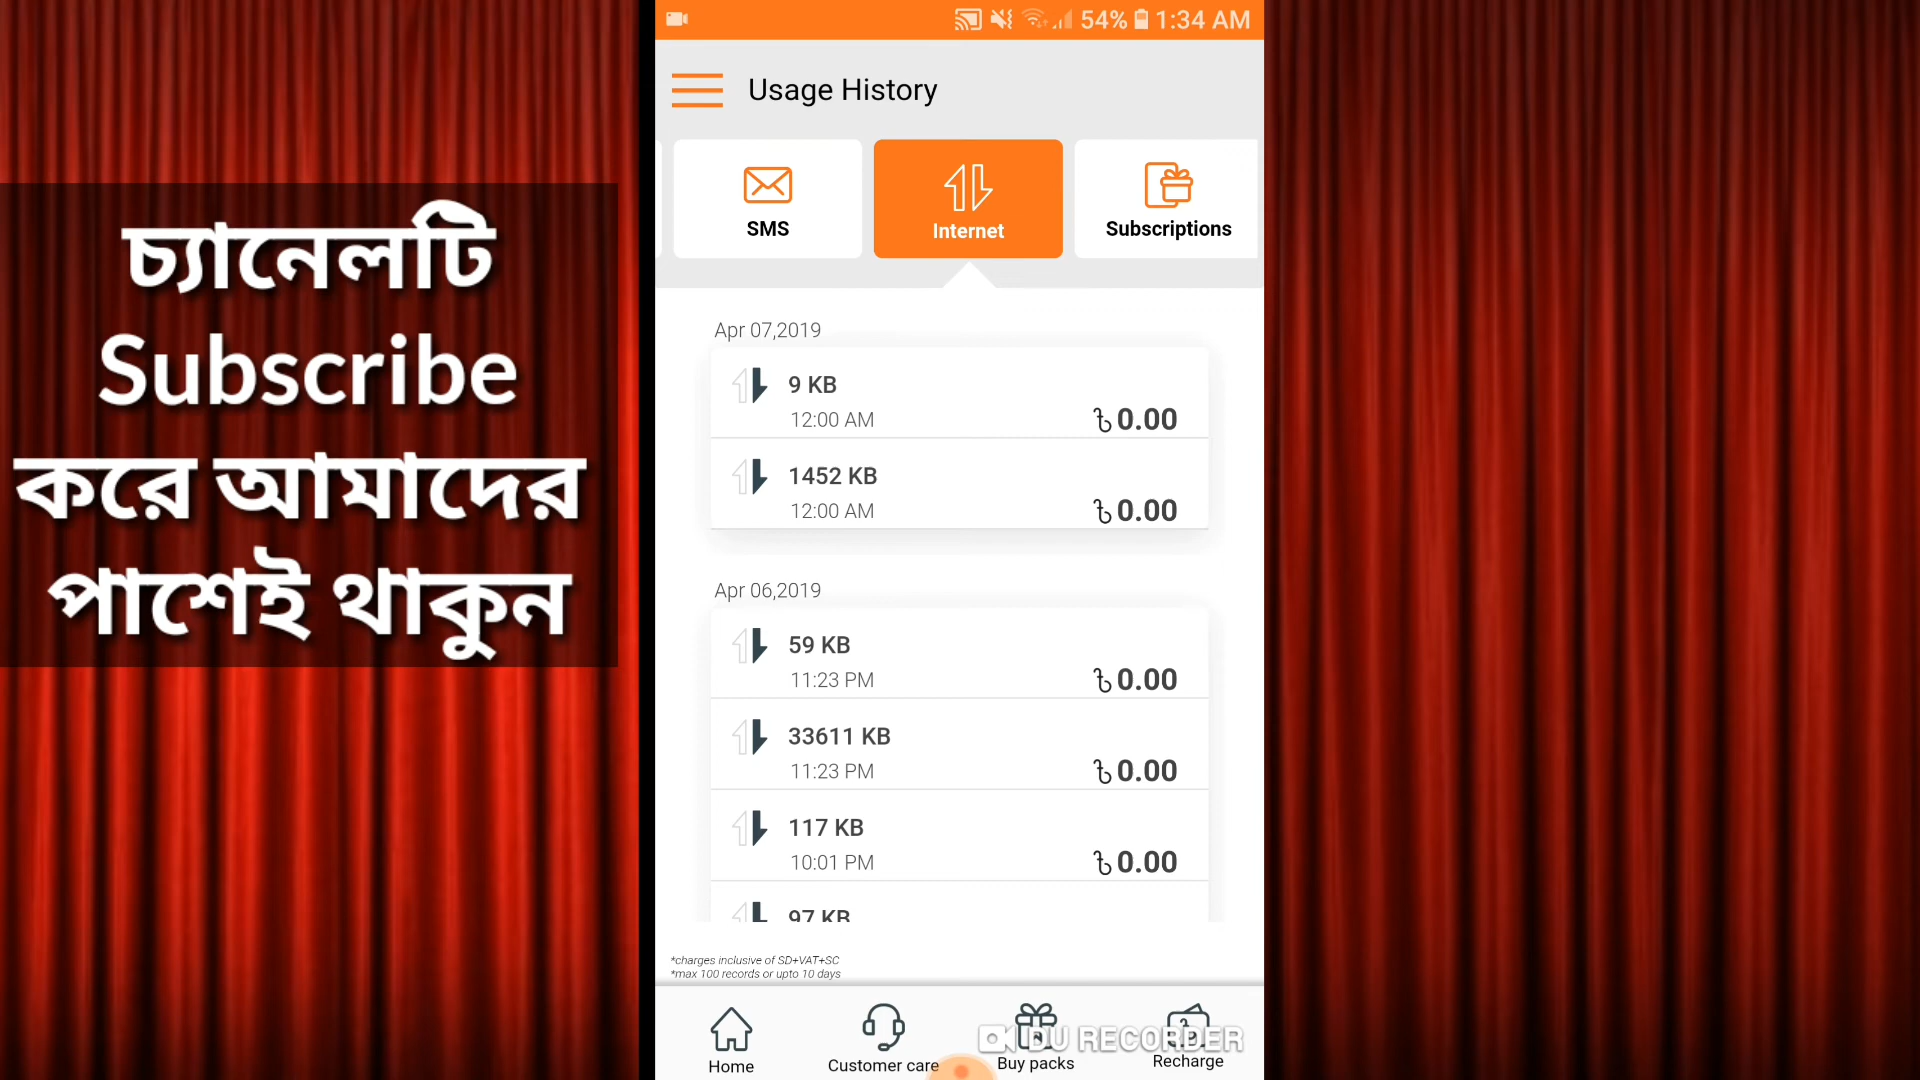 54% 1:34 AM
Usage History
SMS
Internet
Subscriptions
চ্যানেলটি
Subscribe
করে আমাদের
পাশেই থাকুন
Apr 07,2019
9 KB
12:00 AM
৳0.00
1452 KB
12:00 AM
৳0.00
Apr 06,2019
59 KB
11:23 PM
৳0.00
33611 KB
11:23 PM
৳0.00
117 KB
10:01 PM
৳0.00
97 KB
*charges inclusive of SD+VAT+SC
*max 100 records or upto 10 days
DU RECORDER
Home
Customer care
Buy packs
Recharge